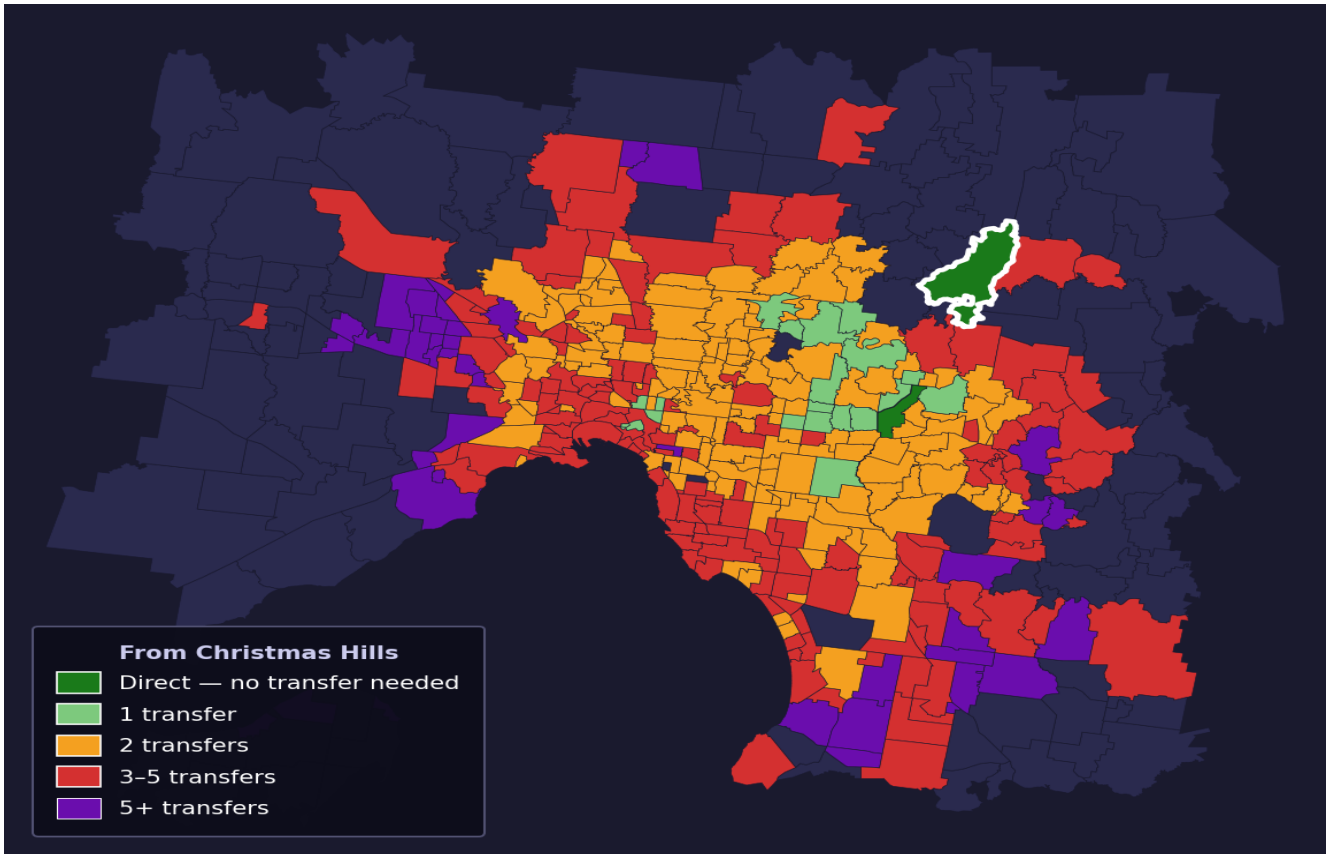 From Christmas Hills
Direct — no transfer needed
1 transfer
2 transfers
3–5 transfers
5+ transfers